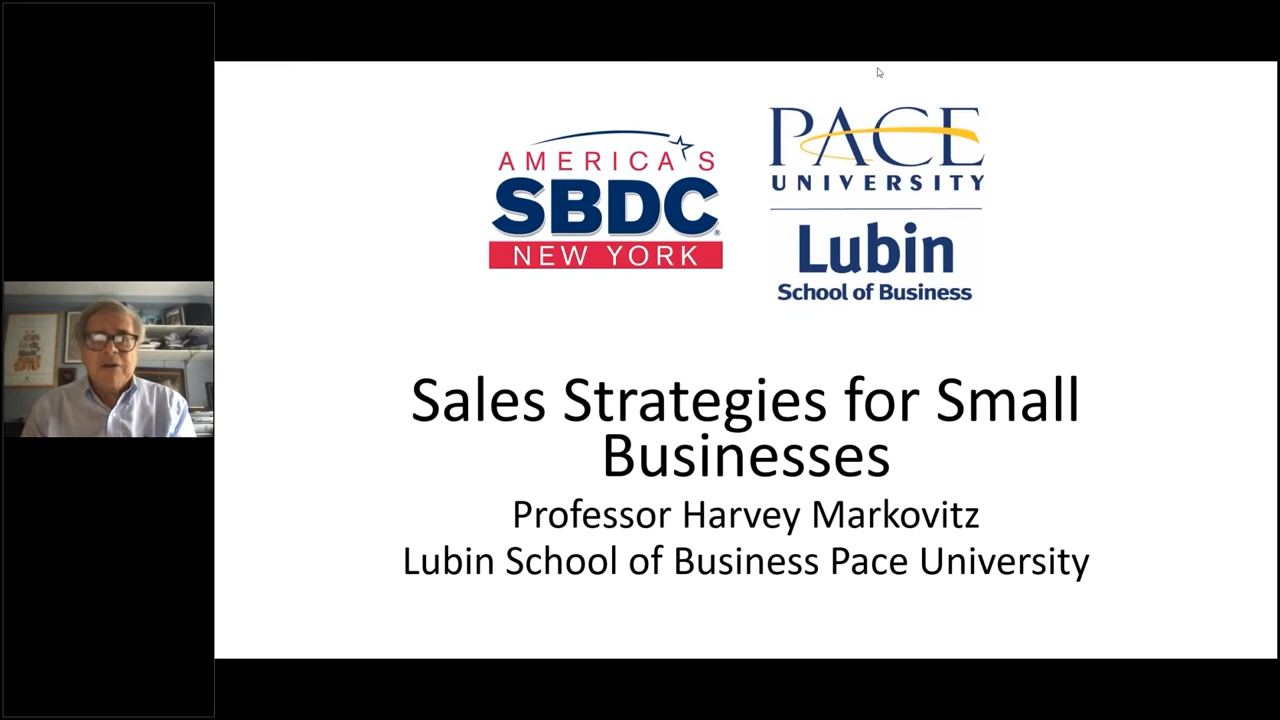 AMERICA'S
SBDC
NEW YORK
PACE
UNIVERSITY
Lubin
School of Business
Sales Strategies for Small
Businesses
Professor Harvey Markovitz
Lubin School of Business Pace University